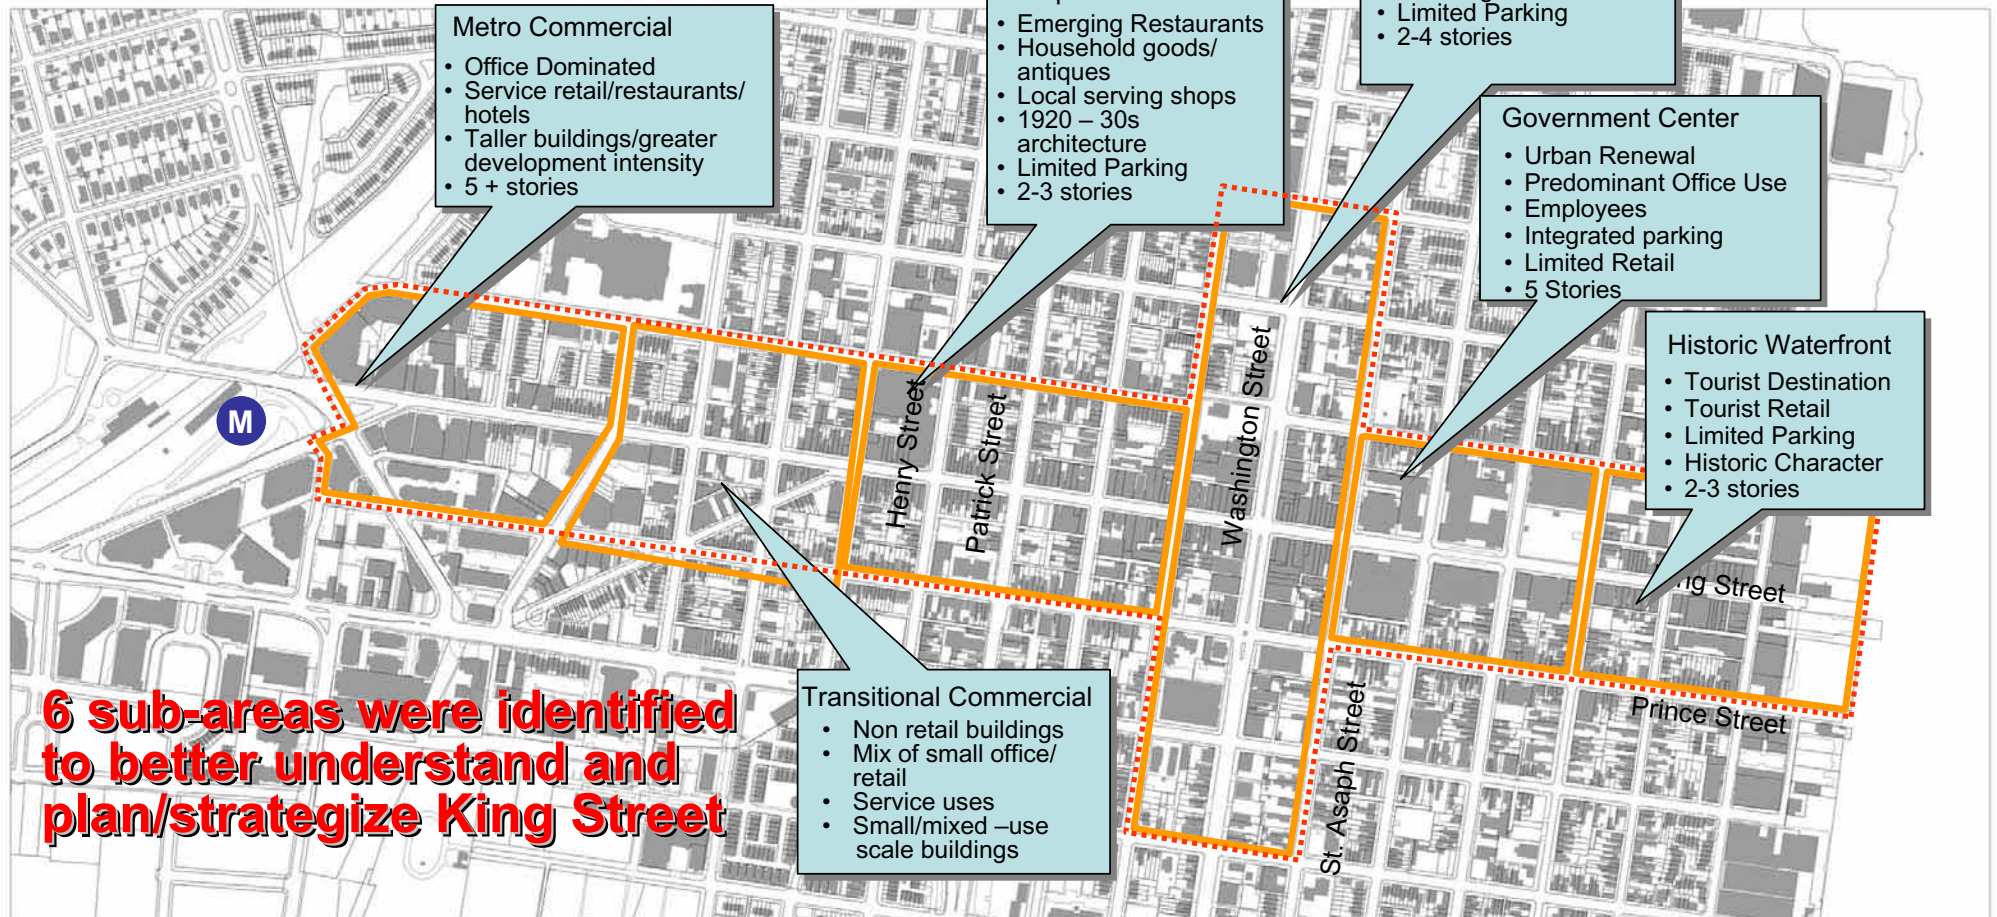 Metro Commercial
• Office Dominated
• Service retail/restaurants/
hotels
• Taller buildings/greater
development intensity
• 5 + stories
• Emerging Restaurants
• Household goods/
antiques
• Local serving shops
• 1920 – 30s
architecture
• Limited Parking
• 2-3 stories
• Limited Parking
• 2-4 stories
Government Center
• Urban Renewal
• Predominant Office Use
• Employees
• Integrated parking
• Limited Retail
• 5 Stories
Historic Waterfront
• Tourist Destination
• Tourist Retail
• Limited Parking
• Historic Character
• 2-3 stories
M
Henry Street
Patrick Street
Washington Street
ng Street
Prince Street
St. Asaph Street
Transitional Commercial
• Non retail buildings
• Mix of small office/
retail
• Service uses
• Small/mixed –use
scale buildings
6 sub-areas were identified
to better understand and
plan/strategize King Street